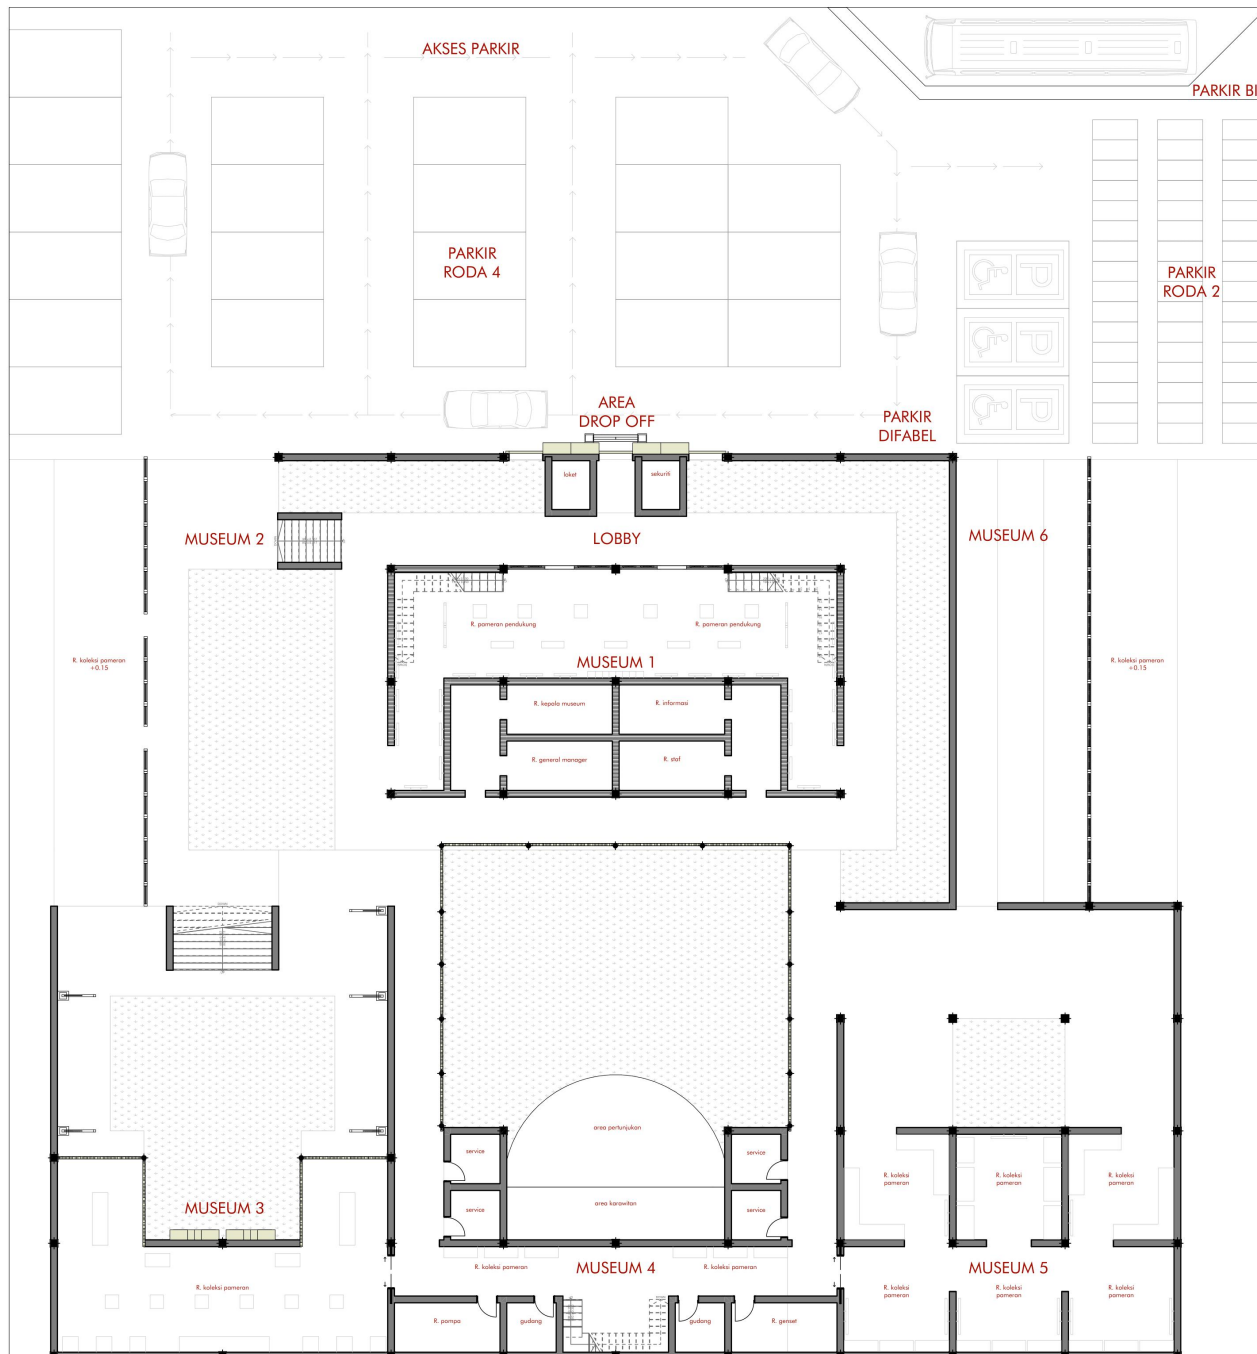 AKSES PARKIR
PARKIR BI
PARKIR
RODA 4
PARKIR
RODA 2
P
P
P
AREA
DROP OFF
PARKIR
DIFABEL
loket
sekuriti
MUSEUM 2
LOBBY
MUSEUM 6
R. pameran pendukung
R. pameran pendukung
R. koleksi pameran
+0.15
MUSEUM 1
R. koleksi pameran
+0.15
R. kepala museum
R. informasi
R. general manager
R. staf
area pertunjukan
service
service
R. koleksi
pameran
R. koleksi
pameran
R. koleksi
pameran
MUSEUM 3
service
area karawitan
service
R. koleksi pameran
R. koleksi pameran
MUSEUM 4
R. koleksi pameran
MUSEUM 5
R. koleksi
pameran
R. koleksi
pameran
R. koleksi
pameran
R. pompa
gudang
gudang
R. genset